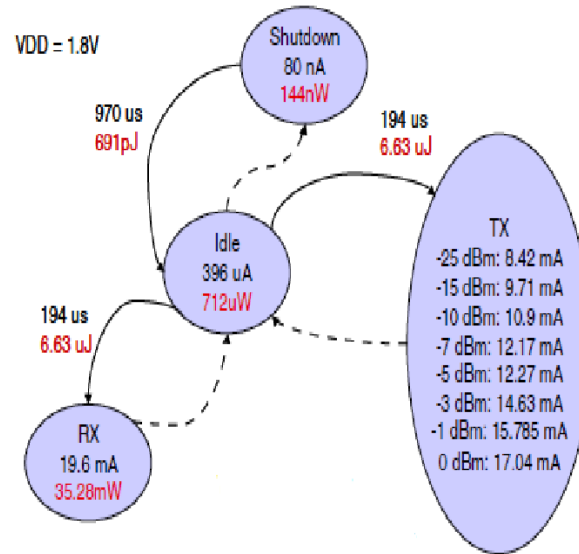 VDD = 1.8V
Shutdown
80 nA
144nW
970 us
691pJ
194 us
6.63 uJ
Idle
396 uA
712uW
TX
-25 dBm: 8.42 mA
-15 dBm: 9.71 mA
-10 dBm: 10.9 mA
-7 dBm: 12.17 mA
-5 dBm: 12.27 mA
-3 dBm: 14.63 mA
-1 dBm: 15.785 mA
0 dBm: 17.04 mA
194 us
6.63 uJ
RX
19.6 mA
35.28mW